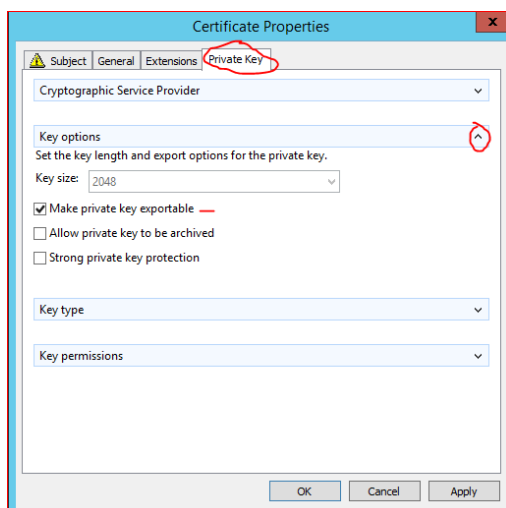 Certificate Properties
x
Subject General Extensions Private Key
Cryptographic Service Provider
Key options
Set the key length and export options for the private key.
Key size: 2048
Make private key exportable
Allow private key to be archived
Strong private key protection
Key type
Key permissions
OK Cancel Apply